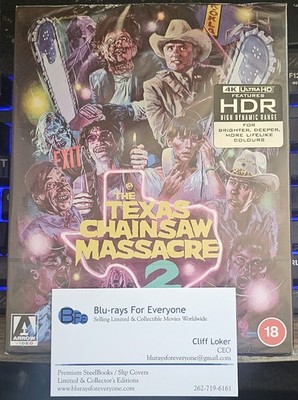 4K ULTRA HD
FEATURES
HDR
HIGH DYNAMIC RANGE
FOR
BRIGHTER, DEEPER,
MORE LIFELIKE
COLOURS
EXIT
THE
TEXAS
CHAINSAW
MASSACRE
2
ARROW
VIDEO
18
BFE
Blu-rays For Everyone
Selling Limited & Collectible Movies Worldwide
Cliff Loker
CEO
bluraysforeveryone@gmail.com
Premium SteelBooks / Slip Covers
Limited & Collector's Editions
www.bluraysforeveryone.com
262-719-6161